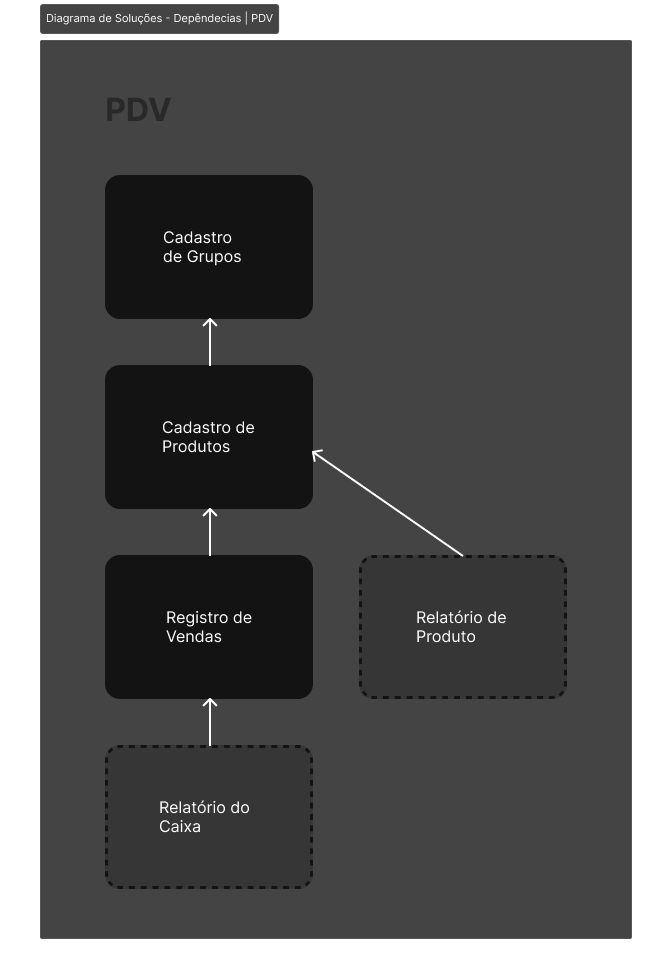 Diagrama de Soluções - Depêndecias | PDV
PDV
Cadastro
de Grupos
Cadastro de
Produtos
Registro de
Vendas
Relatório de
Produto
Relatório do
Caixa